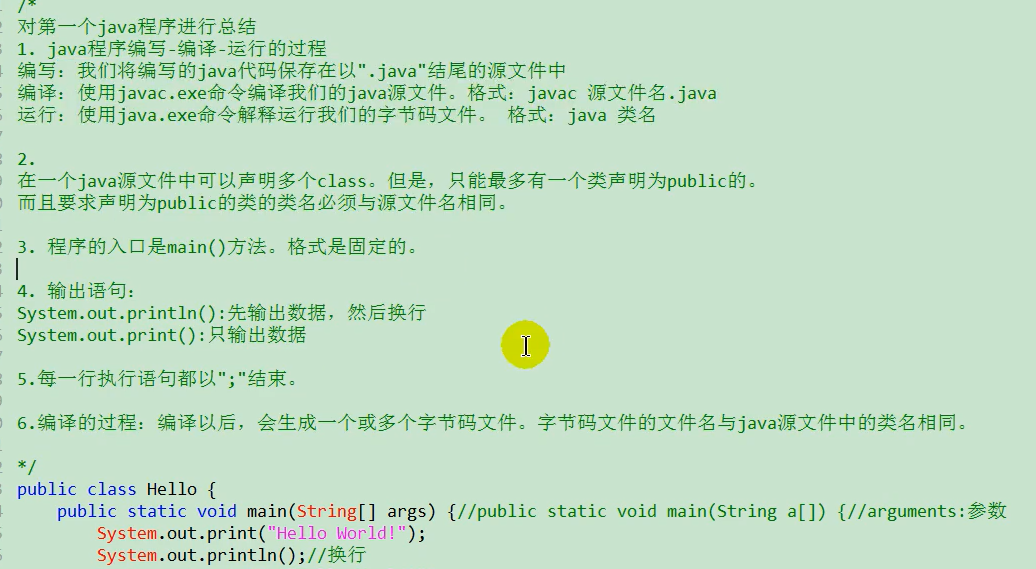 /*
对第一个java程序进行总结
1. java程序编写-编译-运行的过程
编写：我们将编写的java代码保存在以".java"结尾的源文件中
编译：使用javac.exe命令编译我们的java源文件。格式：javac 源文件名.java
运行：使用java.exe命令解释运行我们的字节码文件。 格式：java 类名
2.
在一个java源文件中可以声明多个class。但是，只能最多有一个类声明为public的。
而且要求声明为public的类的类名必须与源文件名相同。
3. 程序的入口是main()方法。格式是固定的。
4. 输出语句：
System.out.println():先输出数据，然后换行
System.out.print():只输出数据
5.每一行执行语句都以";"结束。
6.编译的过程：编译以后，会生成一个或多个字节码文件。字节码文件的文件名与java源文件中的类名相同。
*/
public class Hello {
public static void main(String[] args) {//public static void main(String a[]) {//arguments:参数
System.out.print("Hello World!");
System.out.println();//换行